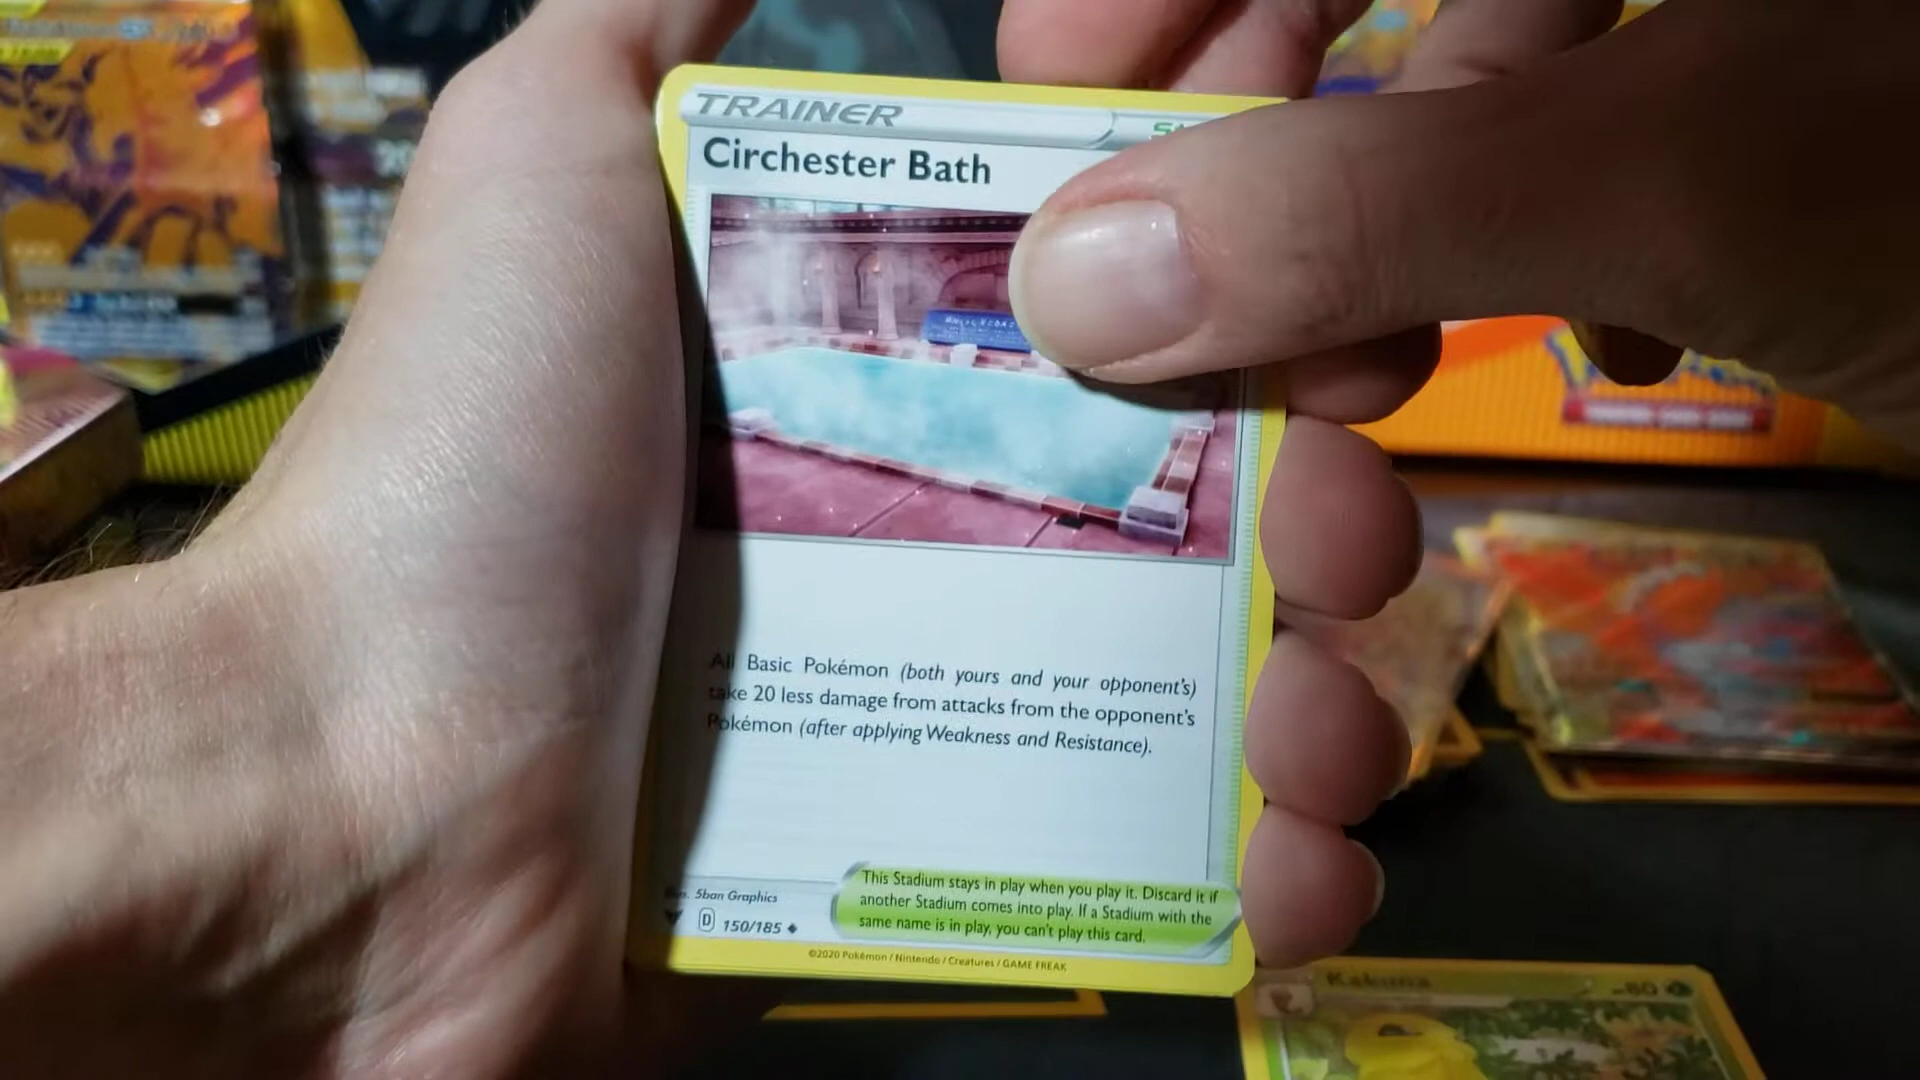 TRAINER
Circhester Bath
All Basic Pokémon (both yours and your opponent's)
take 20 less damage from attacks from the opponent's
Pokémon (after applying Weakness and Resistance).
This Stadium stays in play when you play it. Discard it if
another Stadium comes into play. If a Stadium with the
same name is in play, you can't play this card.
5ban Graphics
D 150/185
©2020 Pokémon / Nintendo / Creatures / GAME FREAK
Kakuna
80